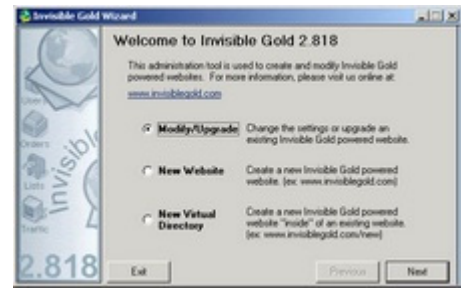 Invisible Gold Wizard
Welcome to Invisible Gold 2.818
This administration tool is used to create and modify Invisible Gold
powered websites. For more information, please visit us online at:
www.invisiblegold.com
Modify/Upgrade
Change the settings or upgrade an
existing Invisible Gold powered website.
New Website
Create a new Invisible Gold powered
website. (ex: www.invisiblegold.com)
New Virtual
Directory
Create a new Invisible Gold powered
website "inside" of an existing website.
(ex: www.invisiblegold.com/new)
Users
Orders
Lists
Traffic
Invisible
2.818
Exit
Previous
Next